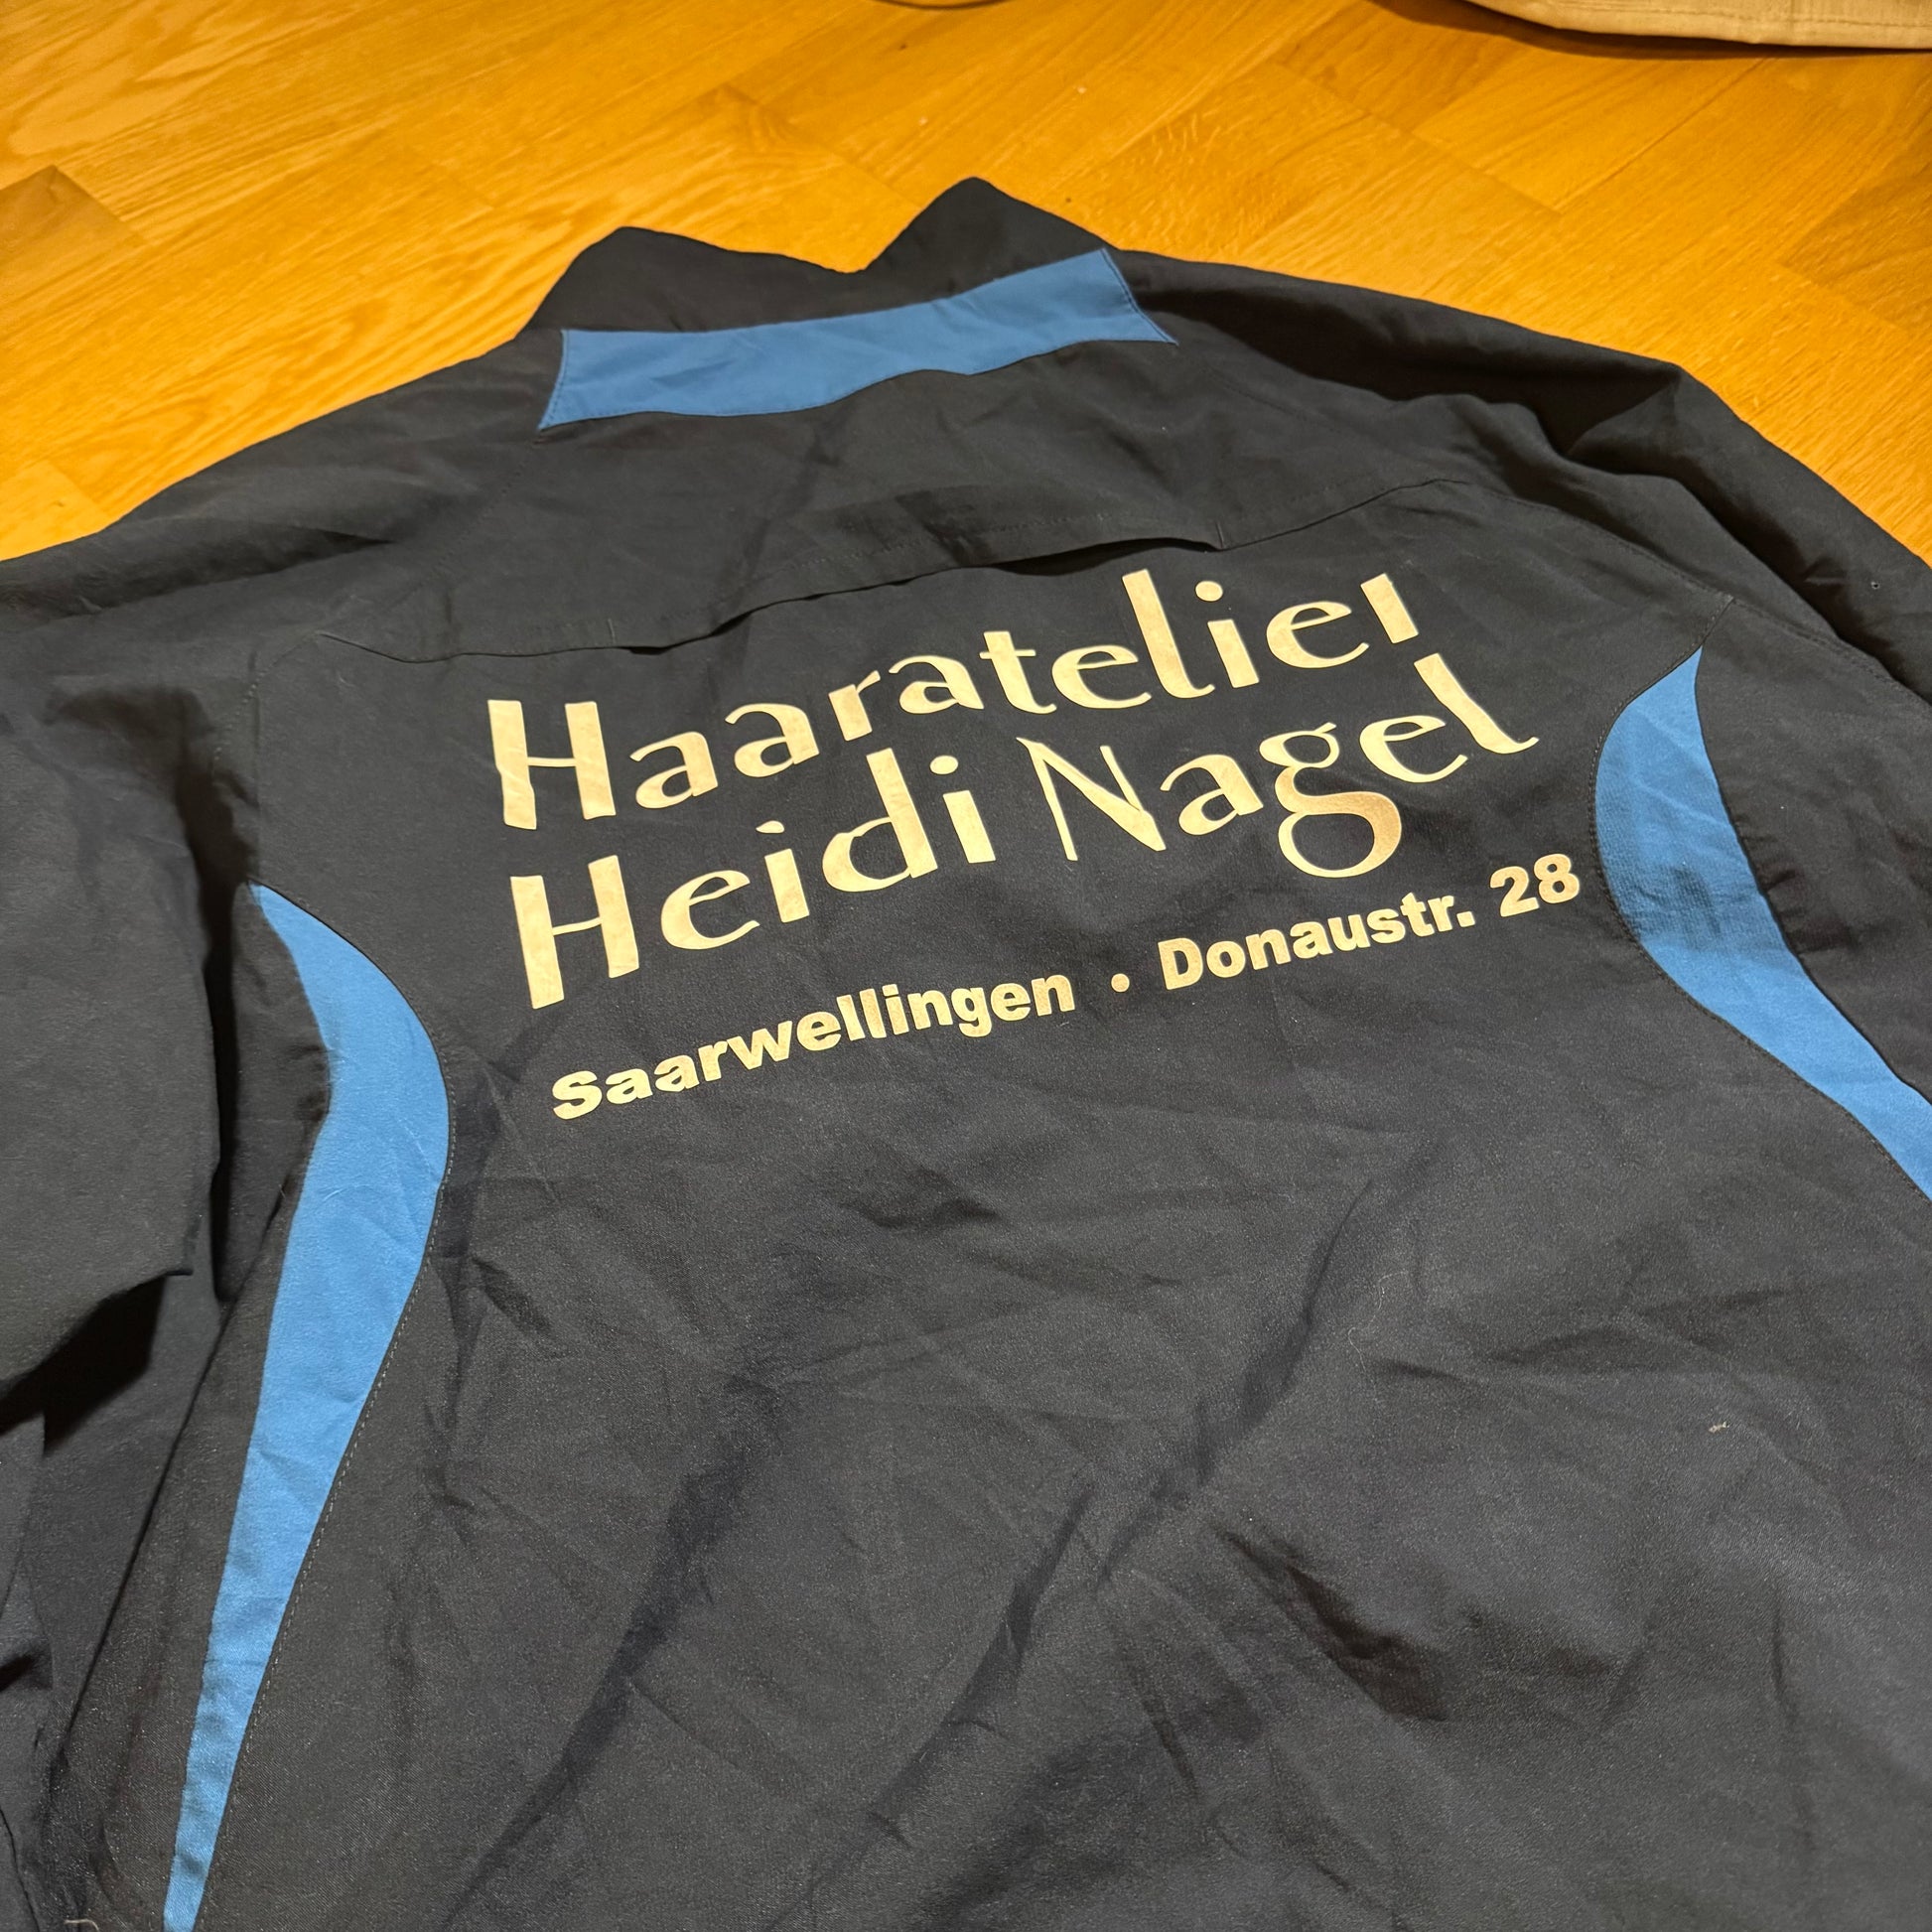 Haaratelier
Heidi Nagel
Saarwellingen • Donaustr. 28